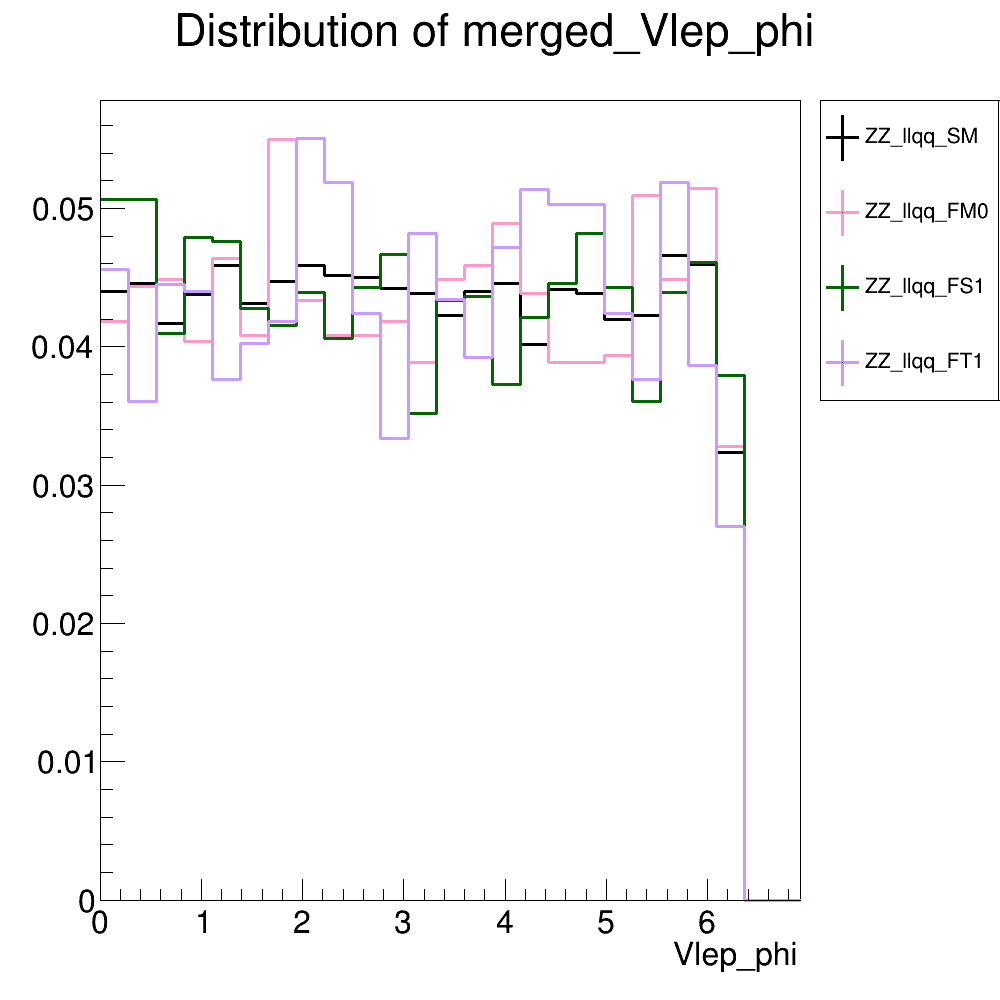 Distribution of merged_Vlep_phi
ZZ_llqq_SM
ZZ_llqq_FM0
ZZ_llqq_FS1
ZZ_llqq_FT1
0.05
0.04
0.03
0.02
0.01
0
0 1 2 3 4 5 6
Vlep_phi